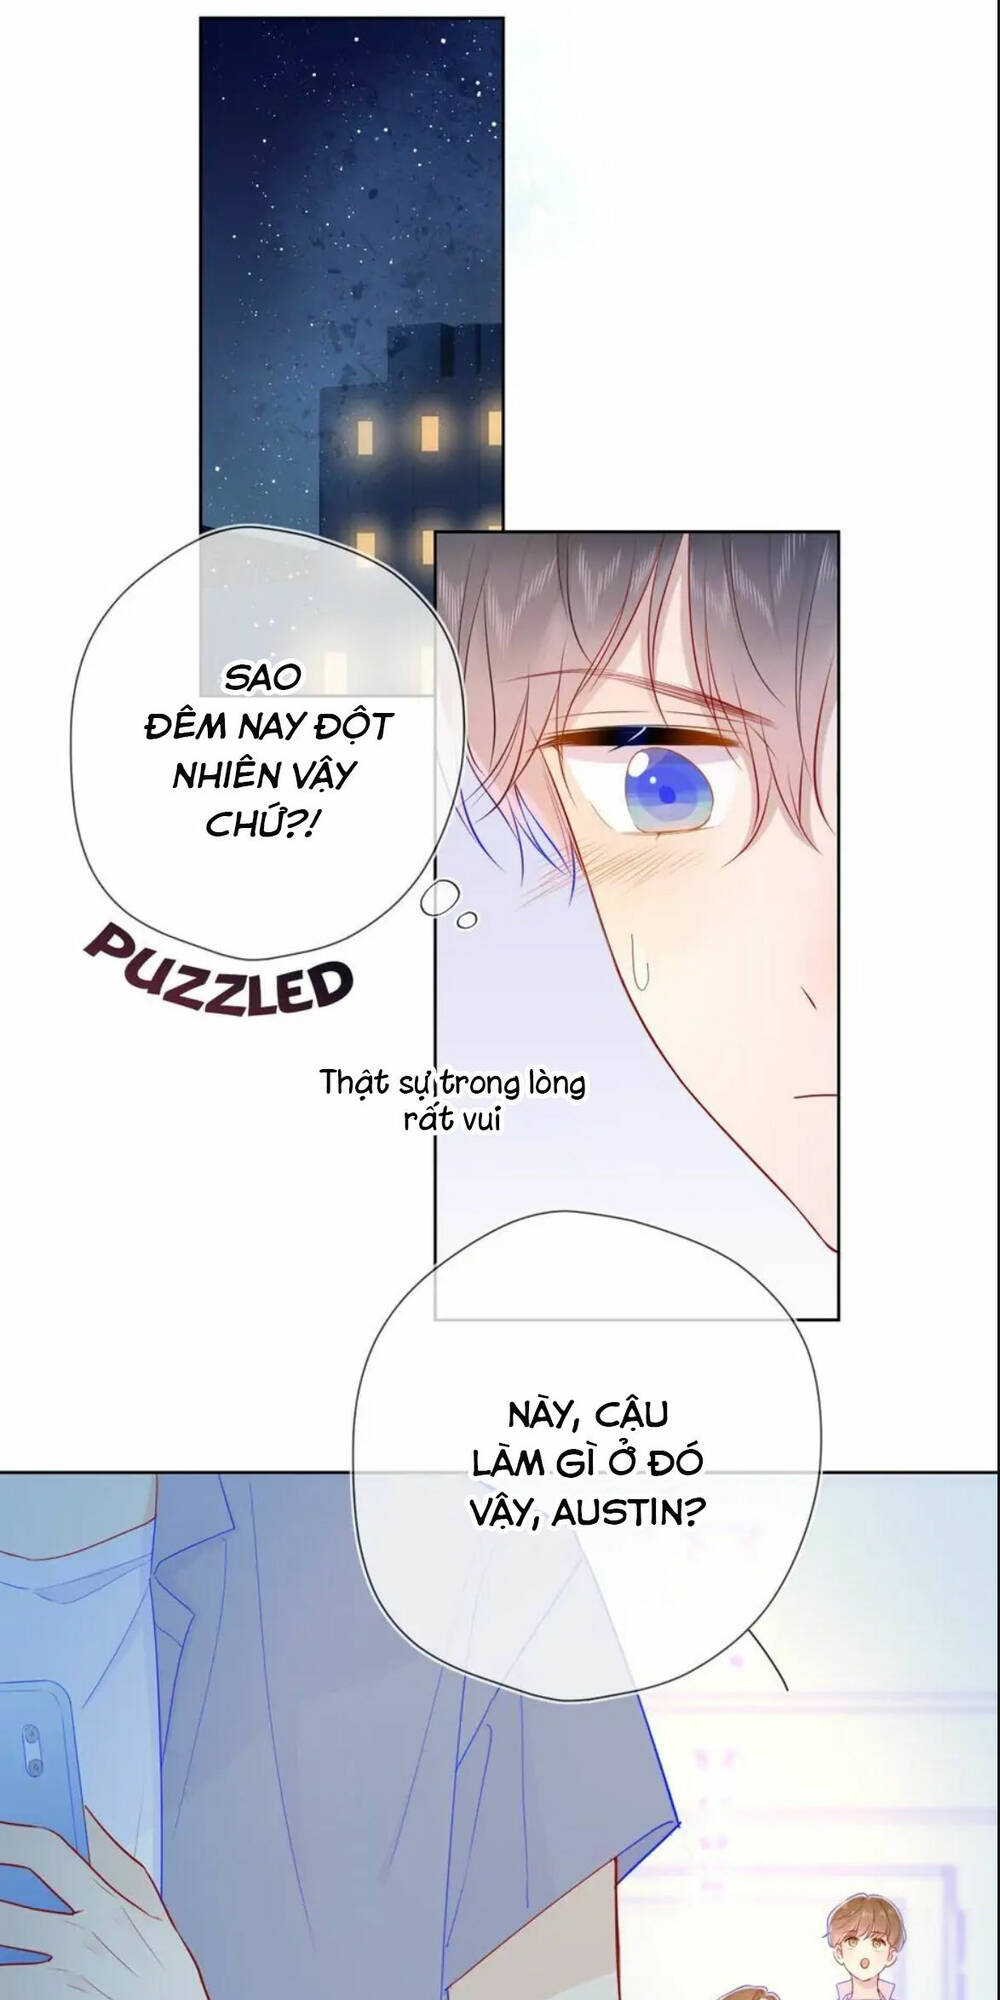 SAO
ĐÊM NAY ĐỘT
NHIÊN VẬY
CHỨ?!
PUZZLED
Thật sự trong lòng
rất vui
NÀY, CẬU
LÀM GÌ Ở ĐÓ
VẬY, AUSTIN?